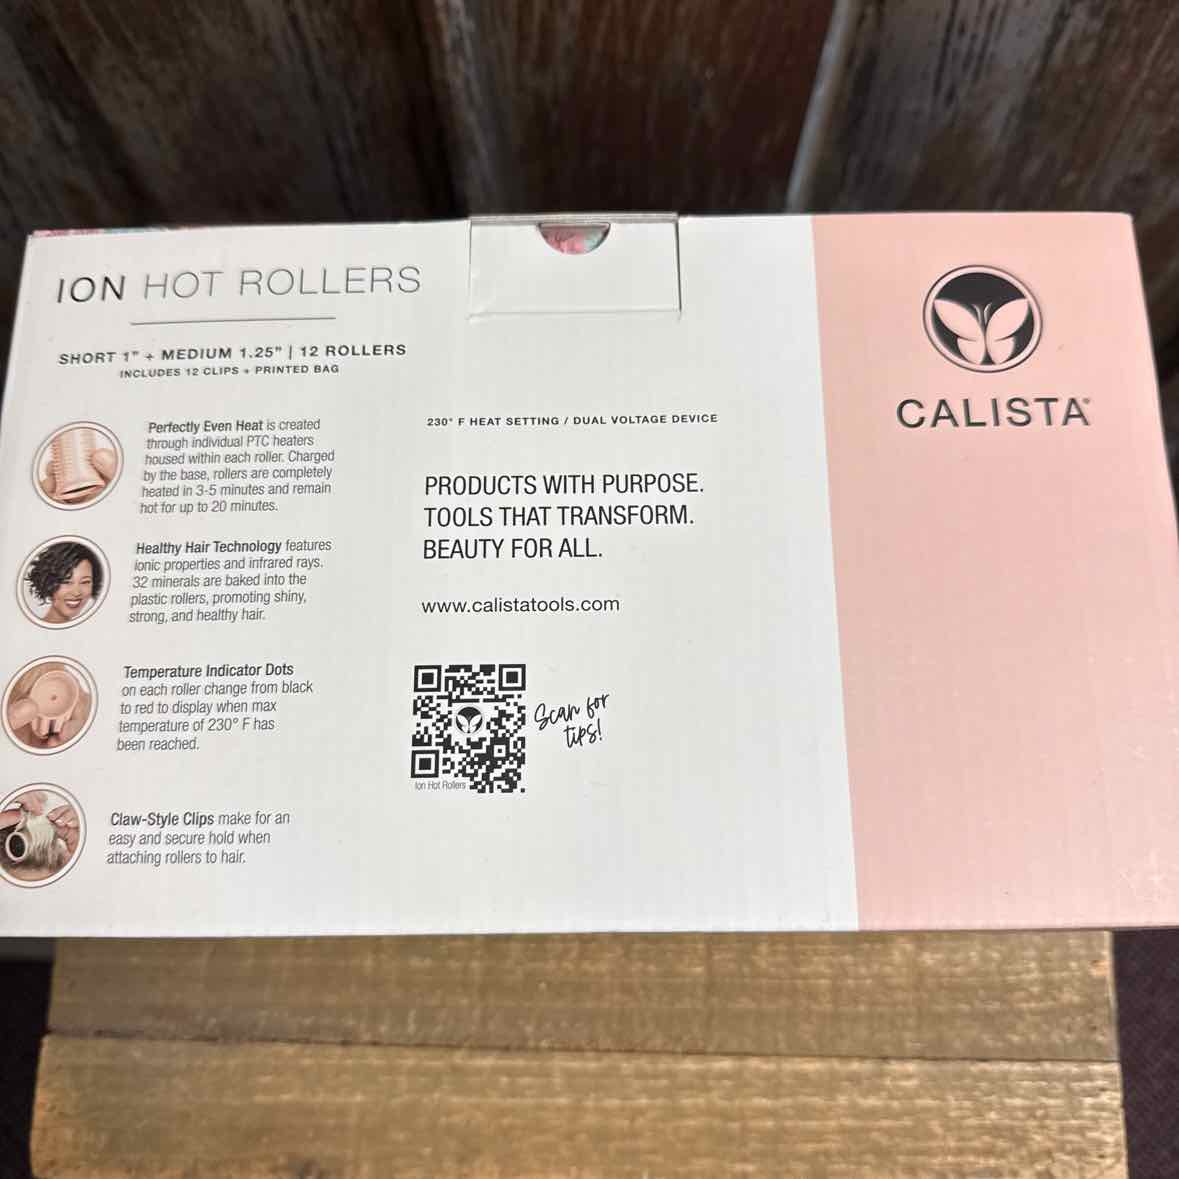 ION HOT ROLLERS
SHORT 1" + MEDIUM 1.25" | 12 ROLLERS
INCLUDES 12 CLIPS + PRINTED BAG
Perfectly Even Heat is created
through individual PTC heaters
housed within each roller. Charged
by the base, rollers are completely
heated in 3-5 minutes and remain
hot for up to 20 minutes.
Healthy Hair Technology features
ionic properties and infrared rays.
32 minerals are baked into the
plastic rollers, promoting shiny,
strong, and healthy hair.
Temperature Indicator Dots
on each roller change from black
to red to display when max
temperature of 230° F has
been reached.
Claw-Style Clips make for an
easy and secure hold when
attaching rollers to hair.
230° F HEAT SETTING / DUAL VOLTAGE DEVICE
PRODUCTS WITH PURPOSE.
TOOLS THAT TRANSFORM.
BEAUTY FOR ALL.
www.calistatools.com
Scan for
tips!
Ion Hot Rollers
CALISTA®